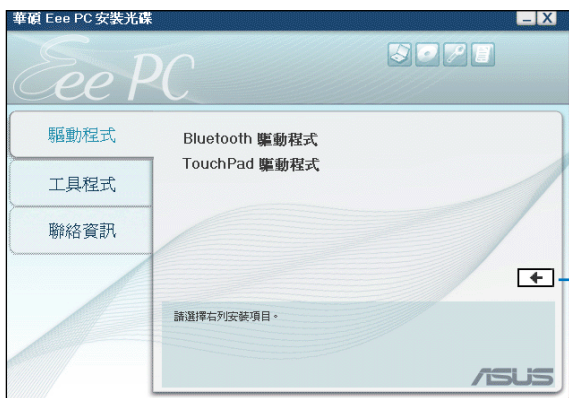 華碩 Eee PC 安裝光碟
Eee PC
驅動程式
工具程式
聯絡資訊
Bluetooth 驅動程式
TouchPad 驅動程式
請選擇右列安裝項目。
ASUS